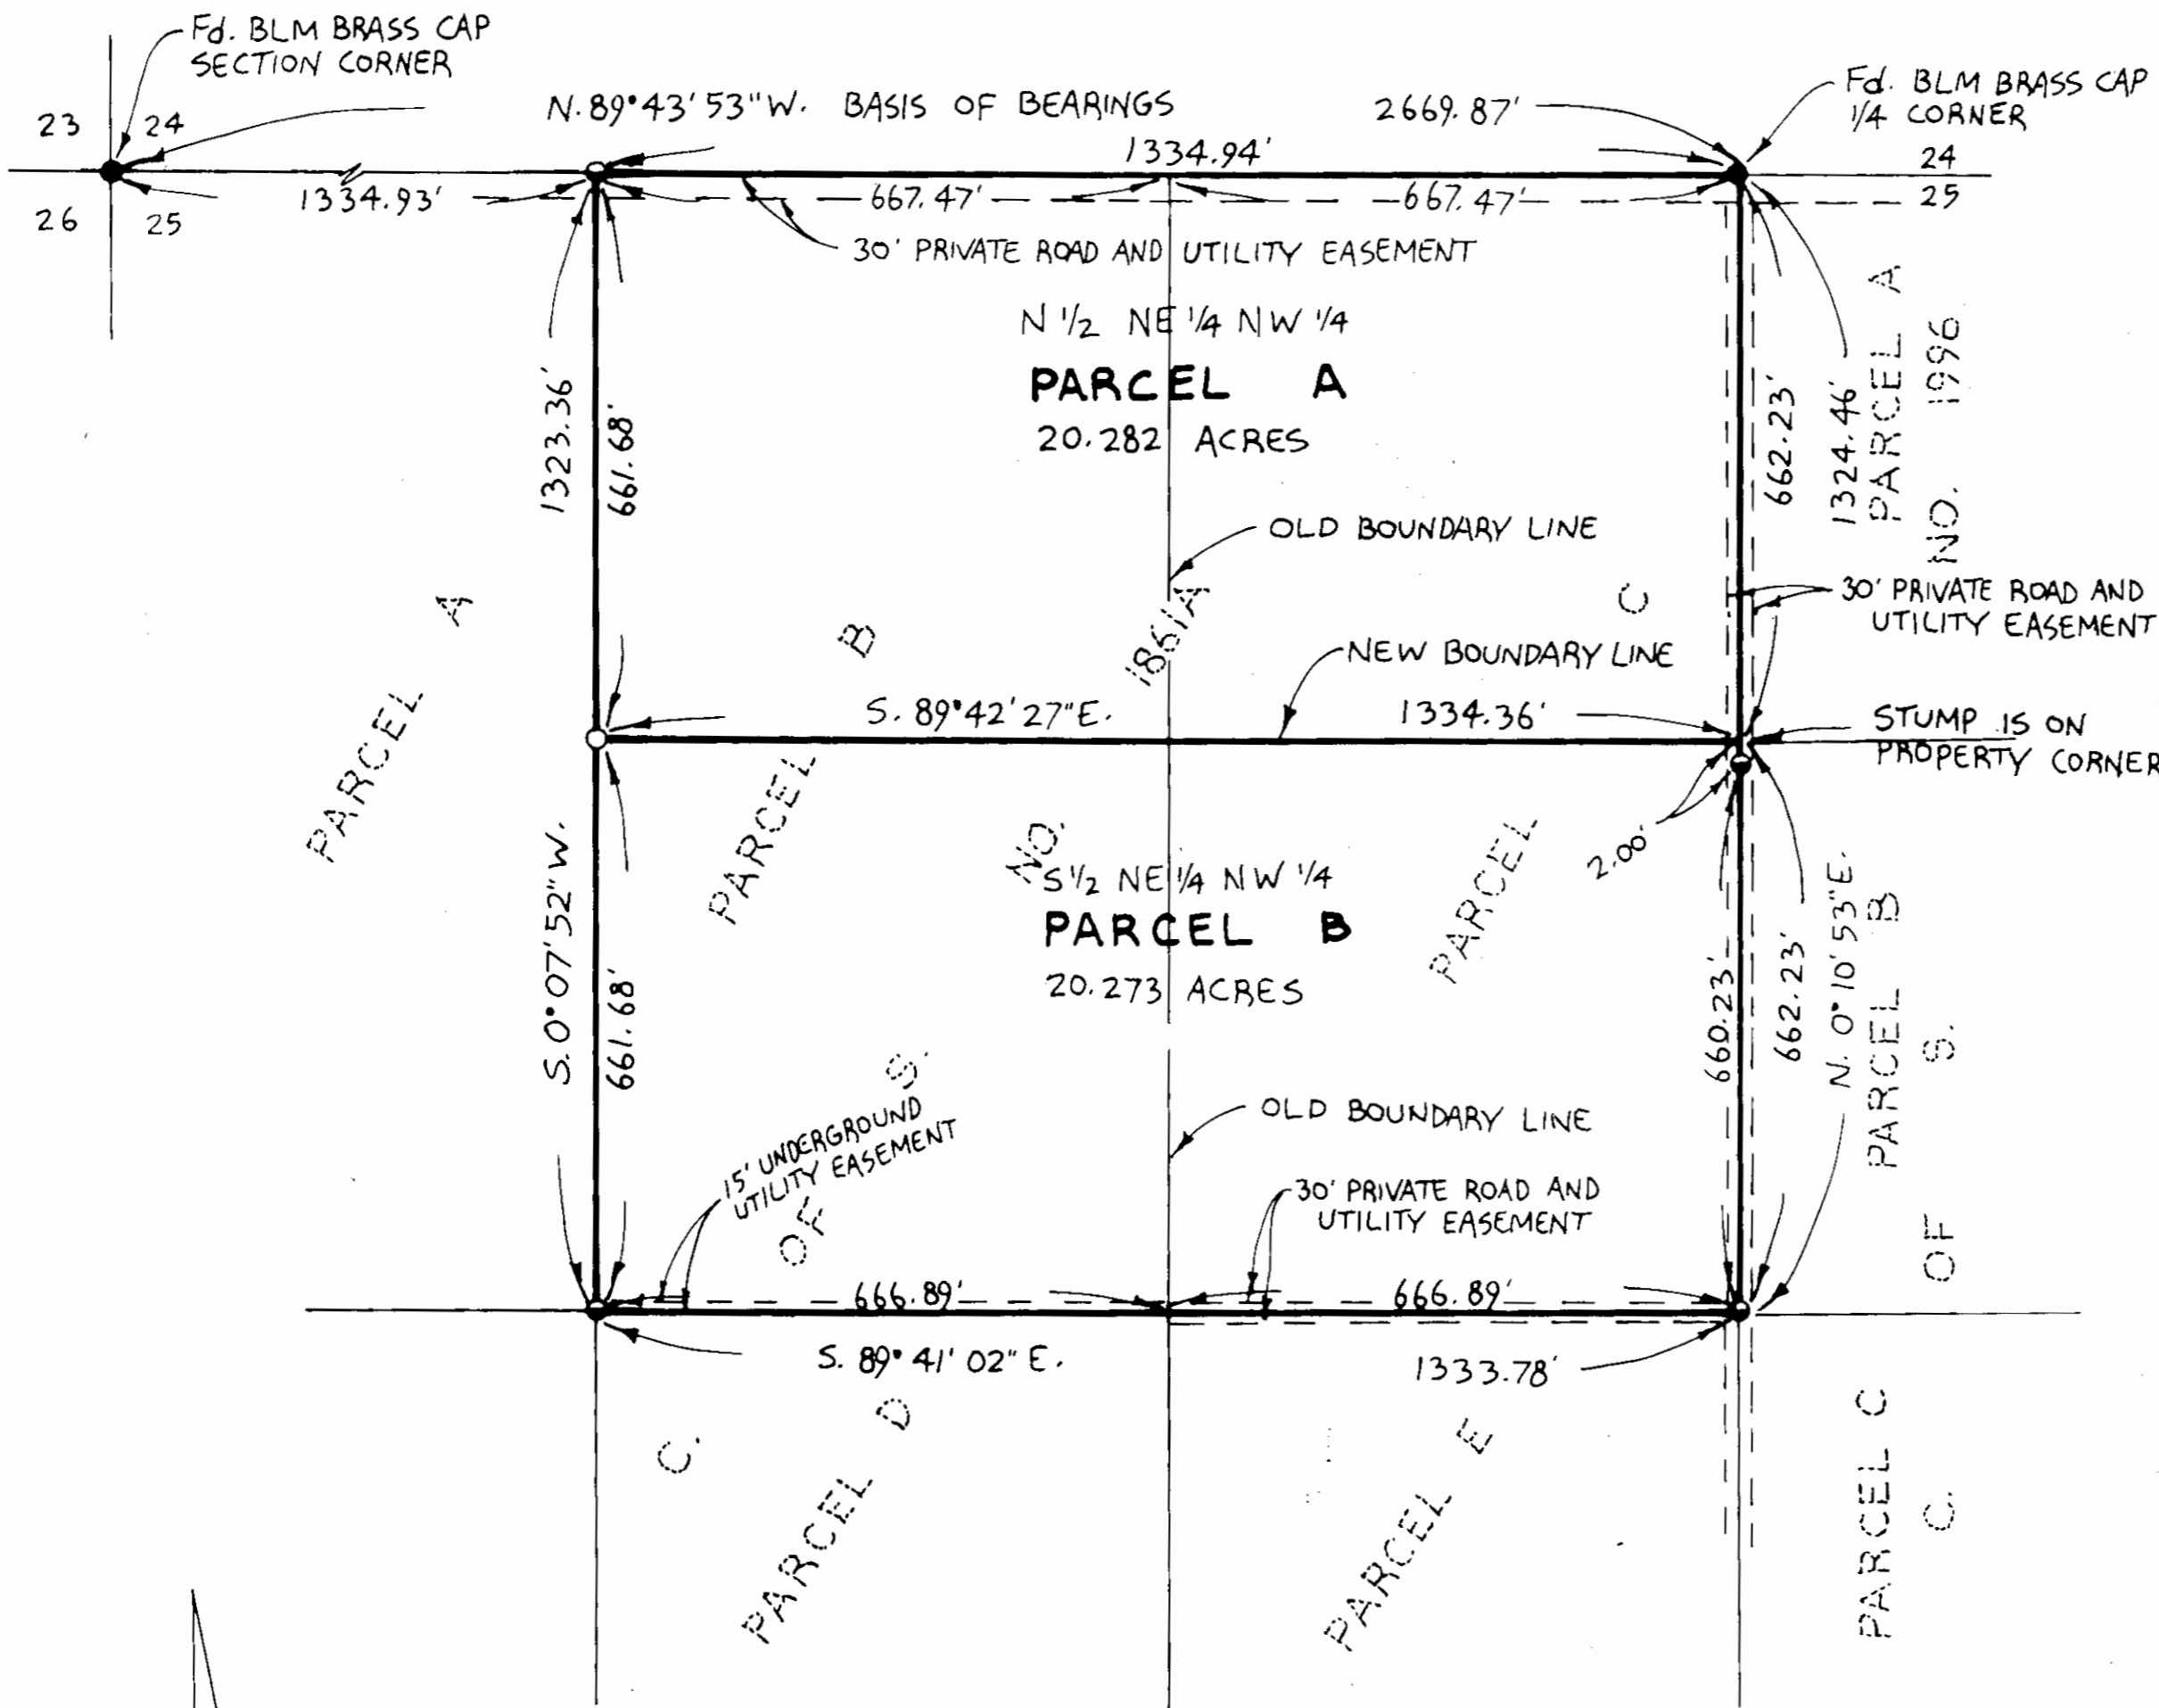 Fd. BLM BRASS CAP
SECTION CORNER
Fd. BLM BRASS CAP
1/4 CORNER
N. 89°43'53"W. BASIS OF BEARINGS
2669.87'
23
24
26
25
24
25
1334.93'
1334.94'
667.47'
667.47'
30' PRIVATE ROAD AND UTILITY EASEMENT
N 1/2 NE 1/4 NW 1/4
PARCEL A
20.282 ACRES
1323.36'
661.68'
662.23'
1324.46'
PARCEL A
NO. 1996
OLD BOUNDARY LINE
30' PRIVATE ROAD AND
UTILITY EASEMENT
PARCEL A
PARCEL B
1861A
C
NEW BOUNDARY LINE
S. 89°42'27"E.
1334.36'
STUMP IS ON
PROPERTY CORNER
2.00'
NO.
PARCEL
S 1/2 NE 1/4 NW 1/4
PARCEL B
20.273 ACRES
S. 0°07'52"W.
661.68'
660.23'
662.23'
N. 0°10'53"E.
PARCEL B
OF S.
S.
OF
C.
15' UNDERGROUND
UTILITY EASEMENT
OLD BOUNDARY LINE
30' PRIVATE ROAD AND
UTILITY EASEMENT
666.89'
666.89'
S. 89°41'02"E.
1333.78'
PARCEL D
PARCEL E
PARCEL C
C.